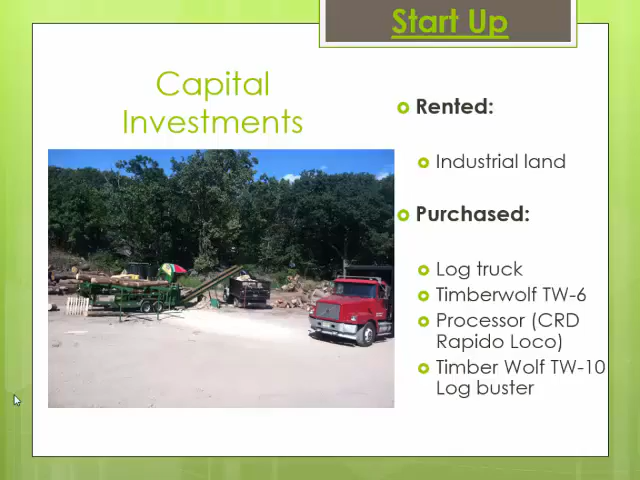 Start Up
Capital
Investments
Rented:
Industrial land
Purchased:
Log truck
Timberwolf TW-6
Processor (CRD
Rapido Loco)
Timber Wolf TW-10
Log buster